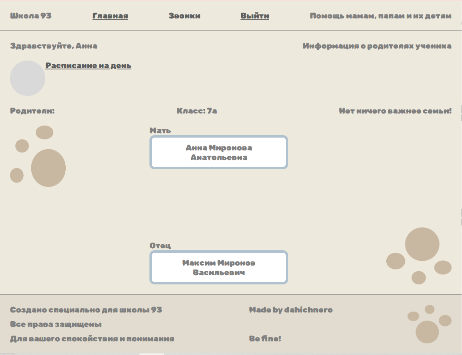 Школа 93 Главная Звонки Выйти Помощь мамам, папам и их детям
Здравствуйте, Анна Информация о родителях ученика
Расписание на день
Родители: Класс: 7а Нет ничего важнее семьи!
Мать
Анна Миронова
Анатольевна
Отец
Максим Миронов
Васильевич
Создано специально для школы 93 Made by dahichnero
Все права защищены
Для вашего спокойствия и понимания Be fine!